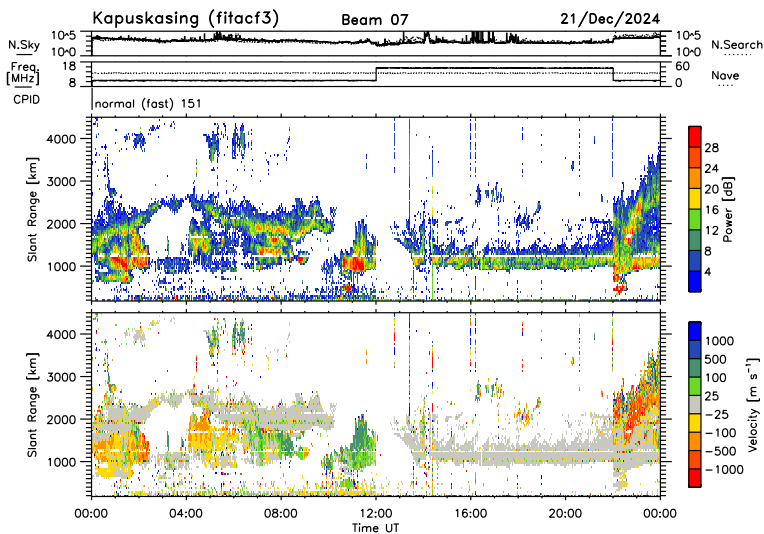 Kapuskasing (fitacf3) Beam 07 21/Dec/2024
N.Sky 10^5 10^0 10^5 10^0 N.Search
Freq. [MHz] 18 8 60 0 Nave
CPID normal (fast) 151
Slant Range [km] 4000 3000 2000 1000
Power [dB] 28 24 20 16 12 8 4
Slant Range [km] 4000 3000 2000 1000
Velocity [m s⁻¹] 1000 500 100 25 −25 −100 −500 −1000
00:00 04:00 08:00 12:00 16:00 20:00 00:00
Time UT